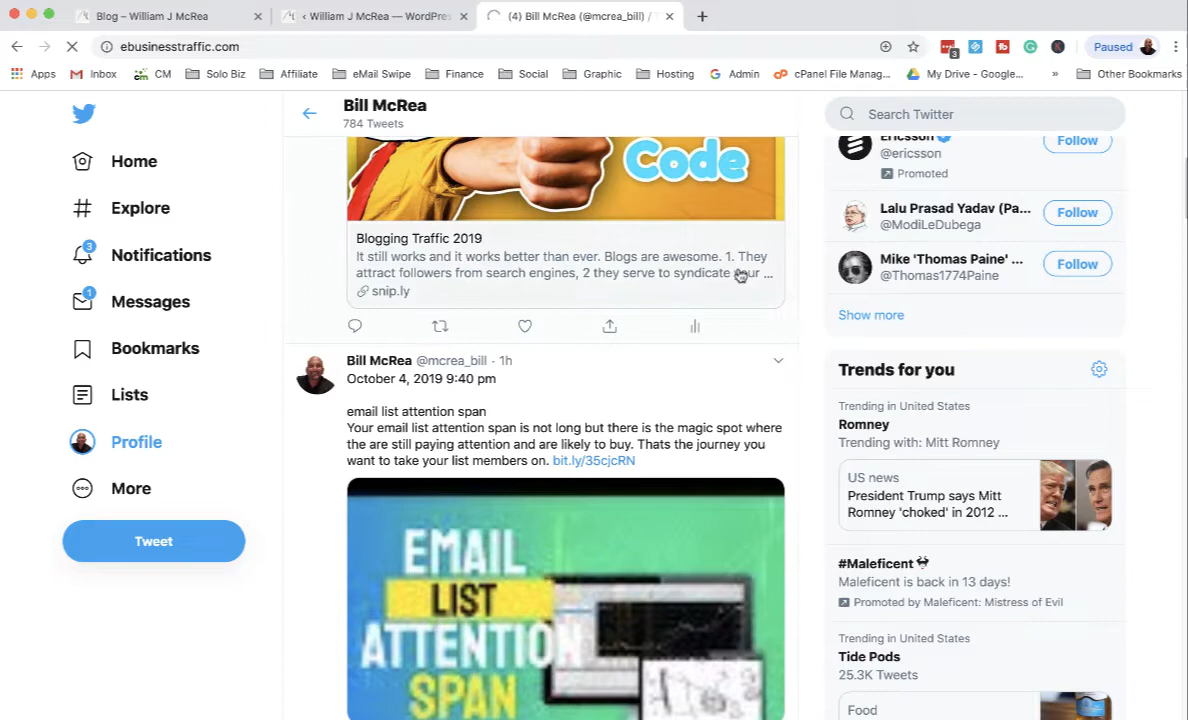 Blog – William J McRea
‹ William J McRea — WordPres
(4) Bill McRea (@mcrea_bill) /
ebusinesstraffic.com
3
Paused
Apps
Inbox
CM
Solo Biz
Affiliate
eMail Swipe
Finance
Social
Graphic
Hosting
Admin
cPanel File Manag...
My Drive - Google...
»
Other Bookmarks
Home
Explore
3
Notifications
1
Messages
Bookmarks
Lists
Profile
More
Tweet
Bill McRea
784 Tweets
Code
Blogging Traffic 2019
It still works and it works better than ever. Blogs are awesome. 1. They
attract followers from search engines, 2 they serve to syndicate your ...
snip.ly
Bill McRea @mcrea_bill · 1h
October 4, 2019 9:40 pm
email list attention span
Your email list attention span is not long but there is the magic spot where
the are still paying attention and are likely to buy. Thats the journey you
want to take your list members on. bit.ly/35cjcRN
EMAIL
LIST
ATTENTION
SPAN
Search Twitter
Ericsson
@ericsson
Promoted
Follow
Lalu Prasad Yadav (Pa...
@ModiLeDubega
Follow
Mike 'Thomas Paine' ...
@Thomas1774Paine
Follow
Show more
Trends for you
Trending in United States
Romney
Trending with: Mitt Romney
US news
President Trump says Mitt
Romney 'choked' in 2012 ...
#Maleficent
Maleficent is back in 13 days!
Promoted by Maleficent: Mistress of Evil
Trending in United States
Tide Pods
25.3K Tweets
Food